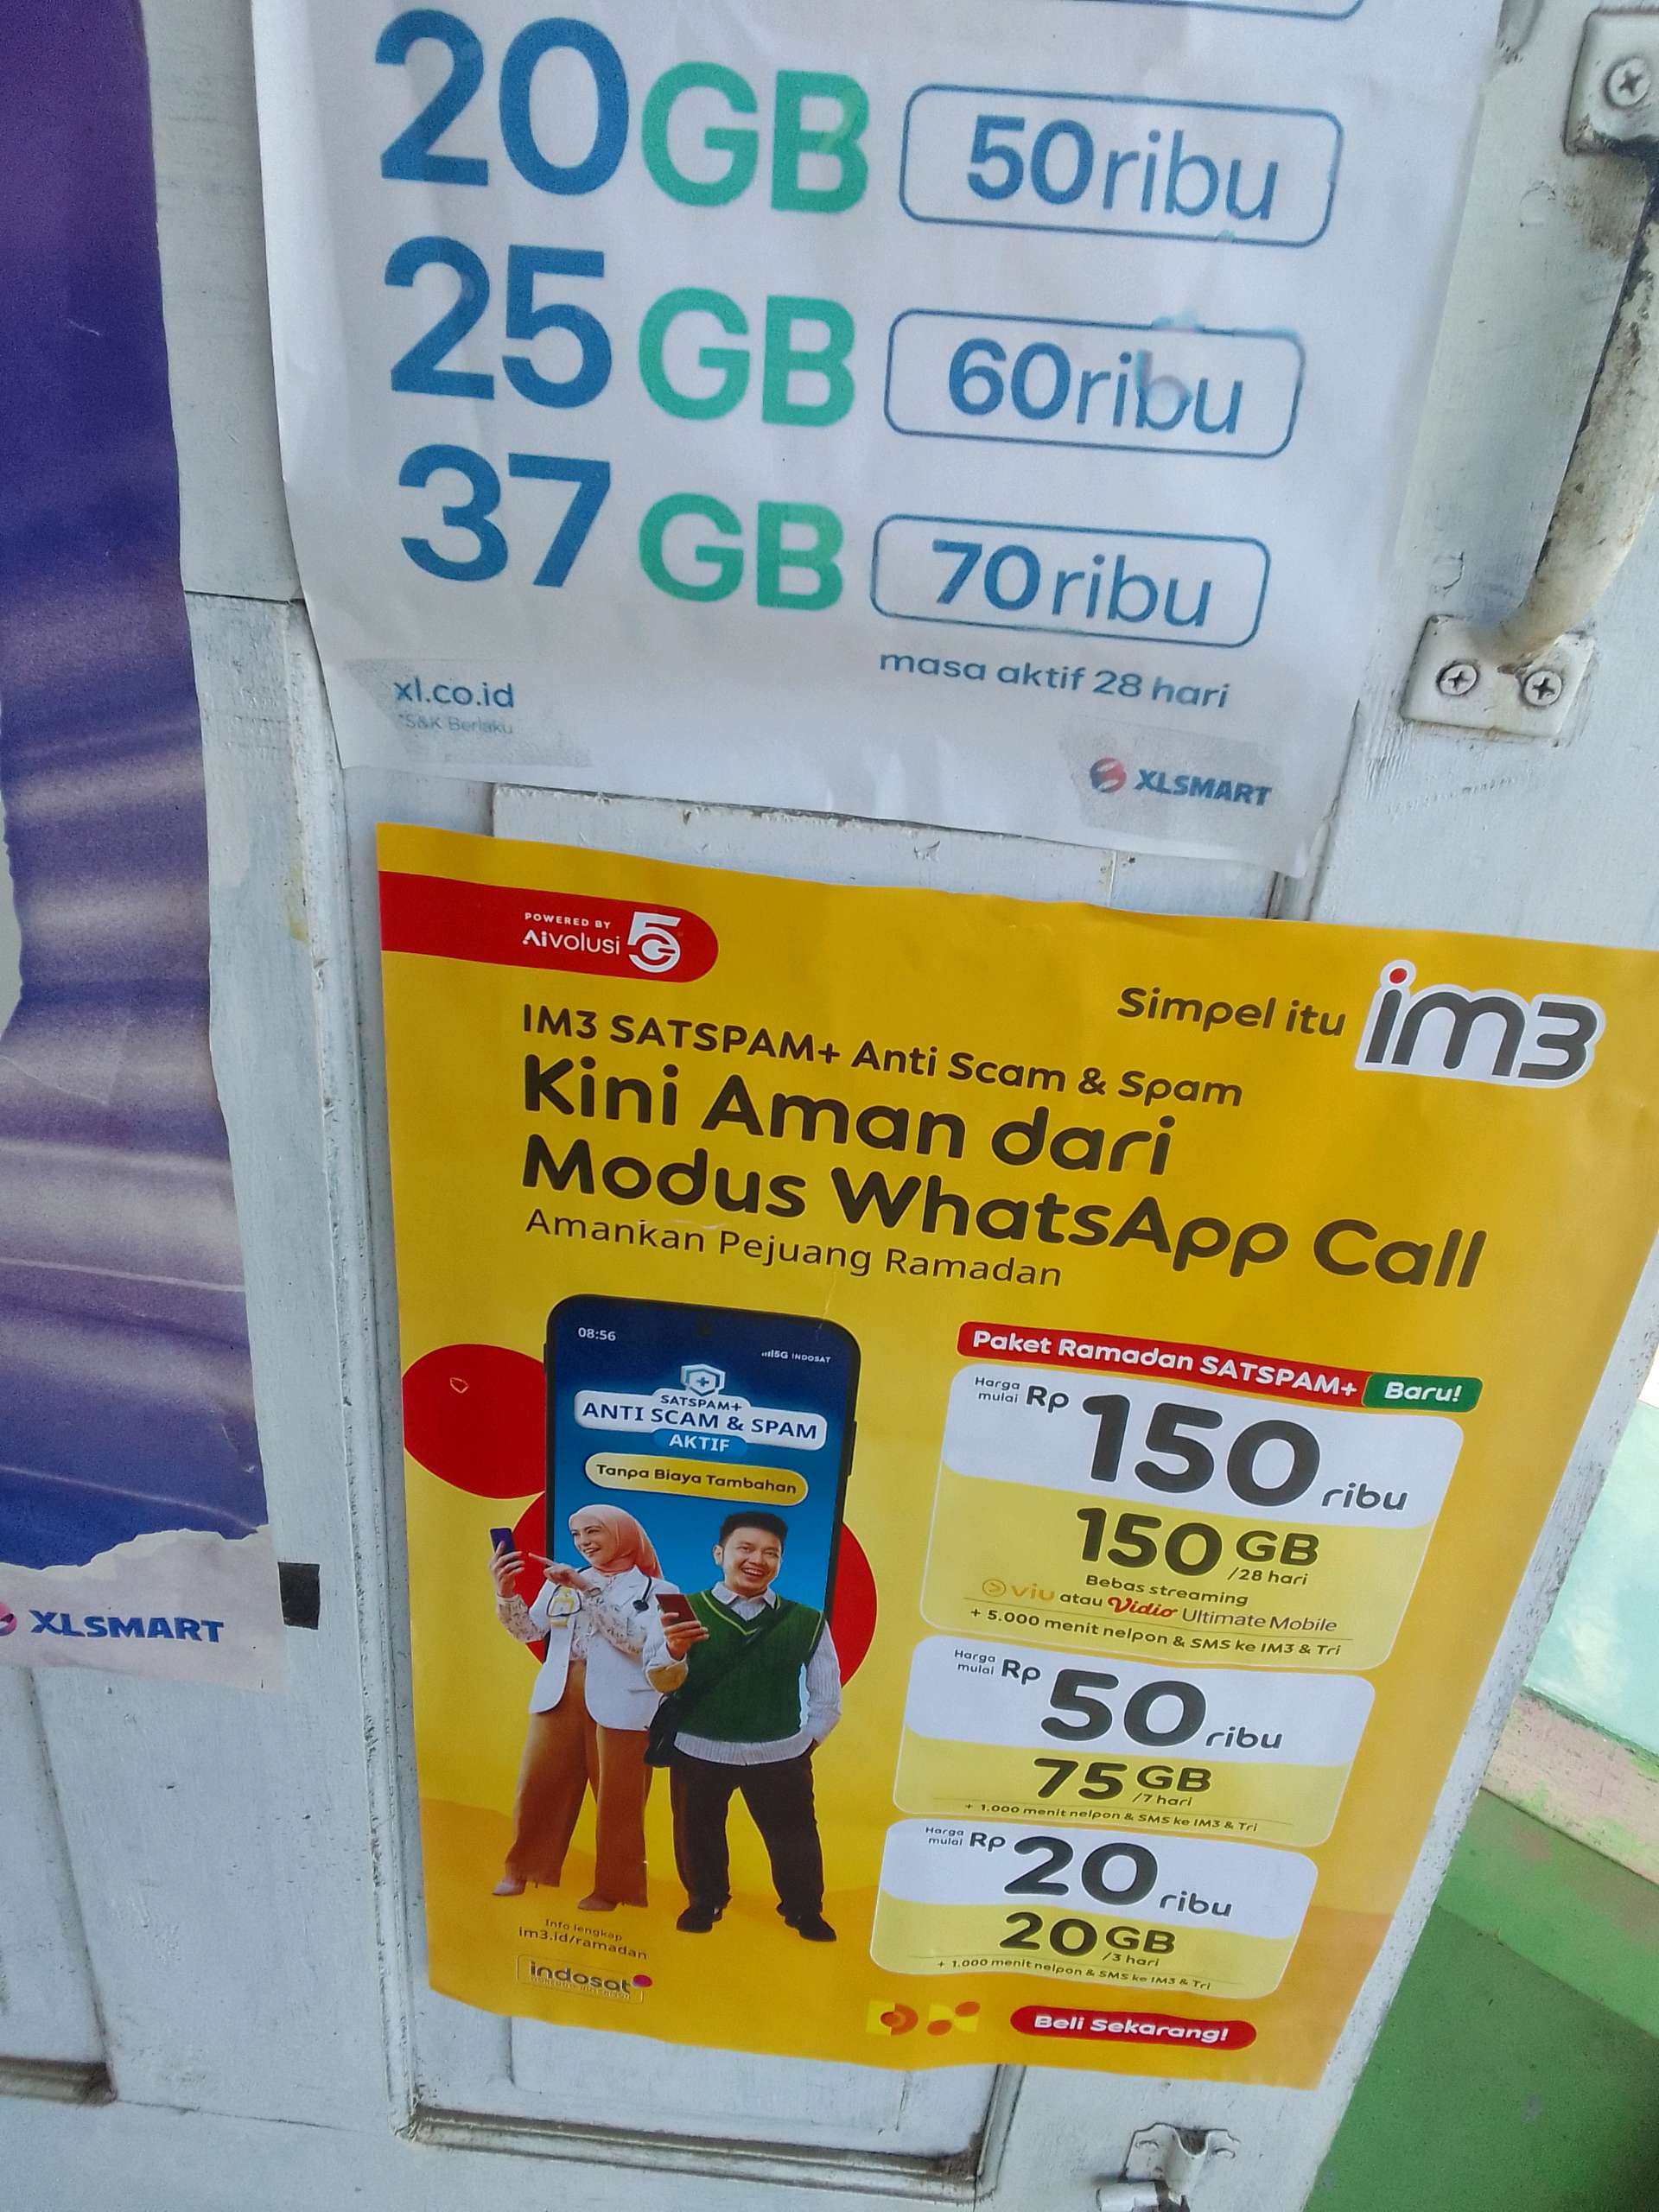 20GB 50ribu
25GB 60ribu
37GB 70ribu
masa aktif 28 hari
xl.co.id
*S&K Berlaku
XLSMART
XLSMART
POWERED BY
AIvolusi 5G
Simpel itu im3
IM3 SATSPAM+ Anti Scam & Spam
Kini Aman dari
Modus WhatsApp Call
Amankan Pejuang Ramadan
08:56
5G INDOSAT
SATSPAM+
ANTI SCAM & SPAM
AKTIF
Tanpa Biaya Tambahan
Paket Ramadan SATSPAM+ Baru!
Harga mulai Rp 150 ribu
150 GB /28 hari
Bebas streaming
viu atau Vidio Ultimate Mobile
+ 5.000 menit nelpon & SMS ke IM3 & Tri
Harga mulai Rp 50 ribu
75 GB /7 hari
+ 1.000 menit nelpon & SMS ke IM3 & Tri
Harga mulai Rp 20 ribu
20 GB /3 hari
+ 1.000 menit nelpon & SMS ke IM3 & Tri
Info lengkap
im3.id/ramadan
indosat
Beli Sekarang!